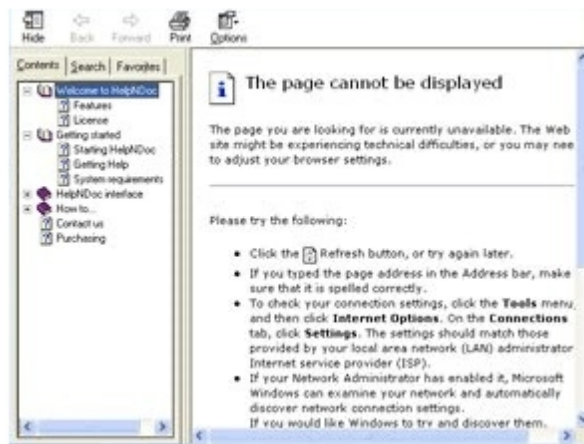 Hide Back Forward Print Options
Contents Search Favorites
Welcome to HelpNDoc
Features
License
Getting started
Starting HelpNDoc
Getting Help
System requirements
HelpNDoc interface
How to...
Contact us
Purchasing
The page cannot be displayed
The page you are looking for is currently unavailable. The Web
site might be experiencing technical difficulties, or you may nee
to adjust your browser settings.
Please try the following:
Click the Refresh button, or try again later.
If you typed the page address in the Address bar, make
sure that it is spelled correctly.
To check your connection settings, click the Tools menu,
and then click Internet Options. On the Connections
tab, click Settings. The settings should match those
provided by your local area network (LAN) administrator
Internet service provider (ISP).
If your Network Administrator has enabled it, Microsoft
Windows can examine your network and automatically
discover network connection settings.
If you would like Windows to try and discover them.